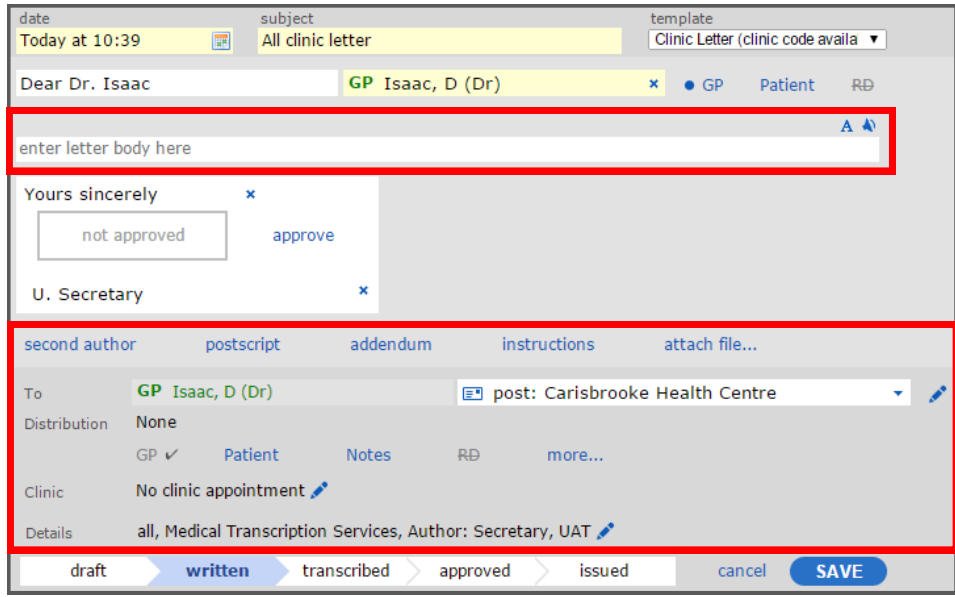 date subject template
Today at 10:39 All clinic letter Clinic Letter (clinic code availa
Dear Dr. Isaac GP Isaac, D (Dr) × GP Patient RD
A
enter letter body here
Yours sincerely ×
not approved approve
U. Secretary ×
second author postscript addendum instructions attach file...
To GP Isaac, D (Dr) post: Carisbrooke Health Centre
Distribution None
GP ✔ Patient Notes RD more...
Clinic No clinic appointment
Details all, Medical Transcription Services, Author: Secretary, UAT
draft written transcribed approved issued cancel SAVE